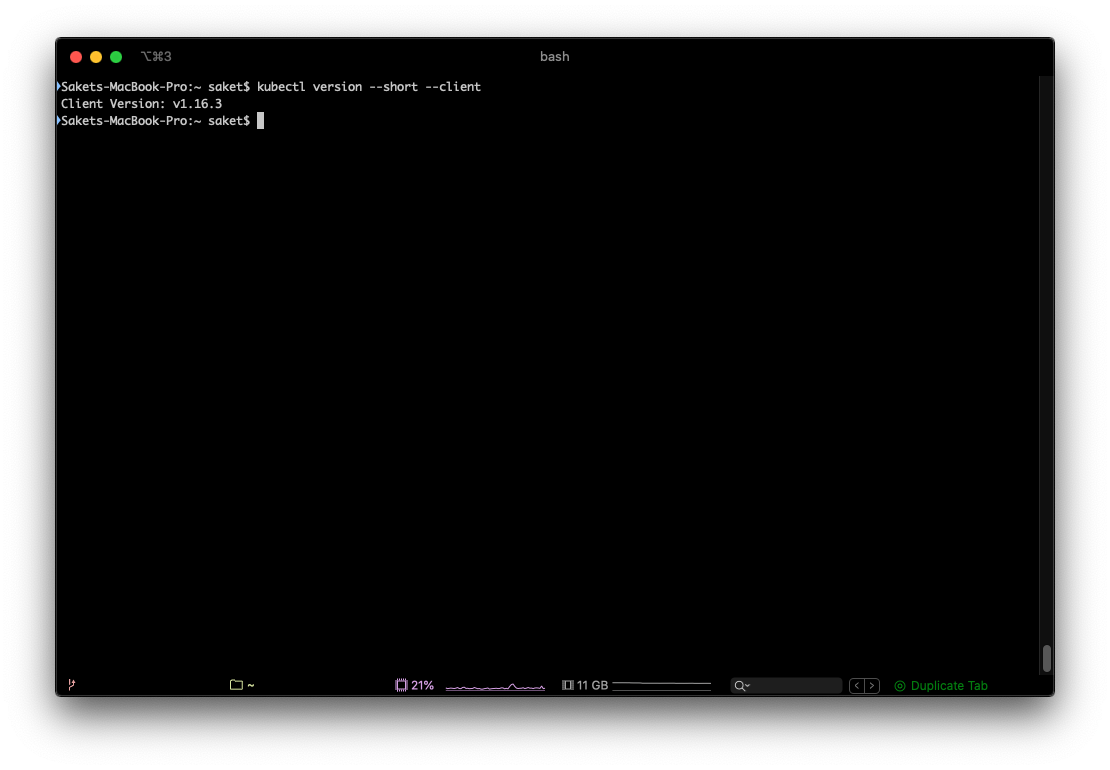 ⌥⌘3
bash
Sakets-MacBook-Pro:~ saket$ kubectl version --short --client
Client Version: v1.16.3
Sakets-MacBook-Pro:~ saket$
~
21%
11 GB
Duplicate Tab